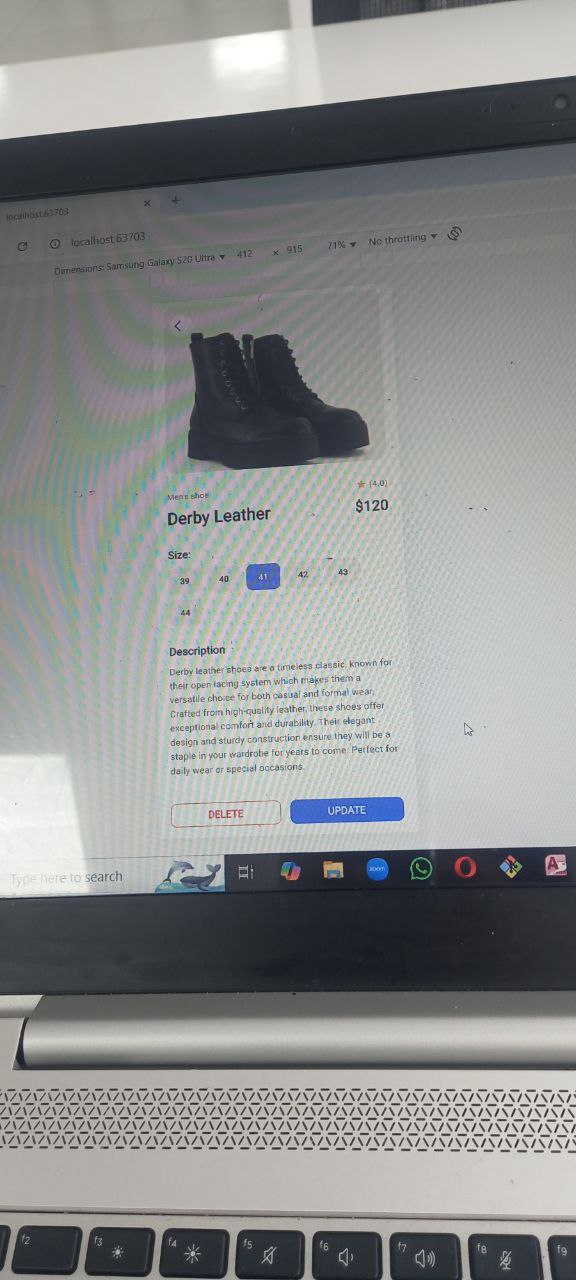 localhost:63703
localhost:63703
Dimensions: Samsung Galaxy S20 Ultra 412 × 915 71% No throttling
Men's shoe
(4.0)
Derby Leather
$120
Size:
39 40 41 42 43
44
Description
Derby leather shoes are a timeless classic, known for
their open lacing system which makes them a
versatile choice for both casual and formal wear.
Crafted from high-quality leather, these shoes offer
exceptional comfort and durability. Their elegant
design and sturdy construction ensure they will be a
staple in your wardrobe for years to come. Perfect for
daily wear or special occasions.
DELETE
UPDATE
Type here to search
zoom
A
f2 f3 f4 f5 f6 f7 f8 f9